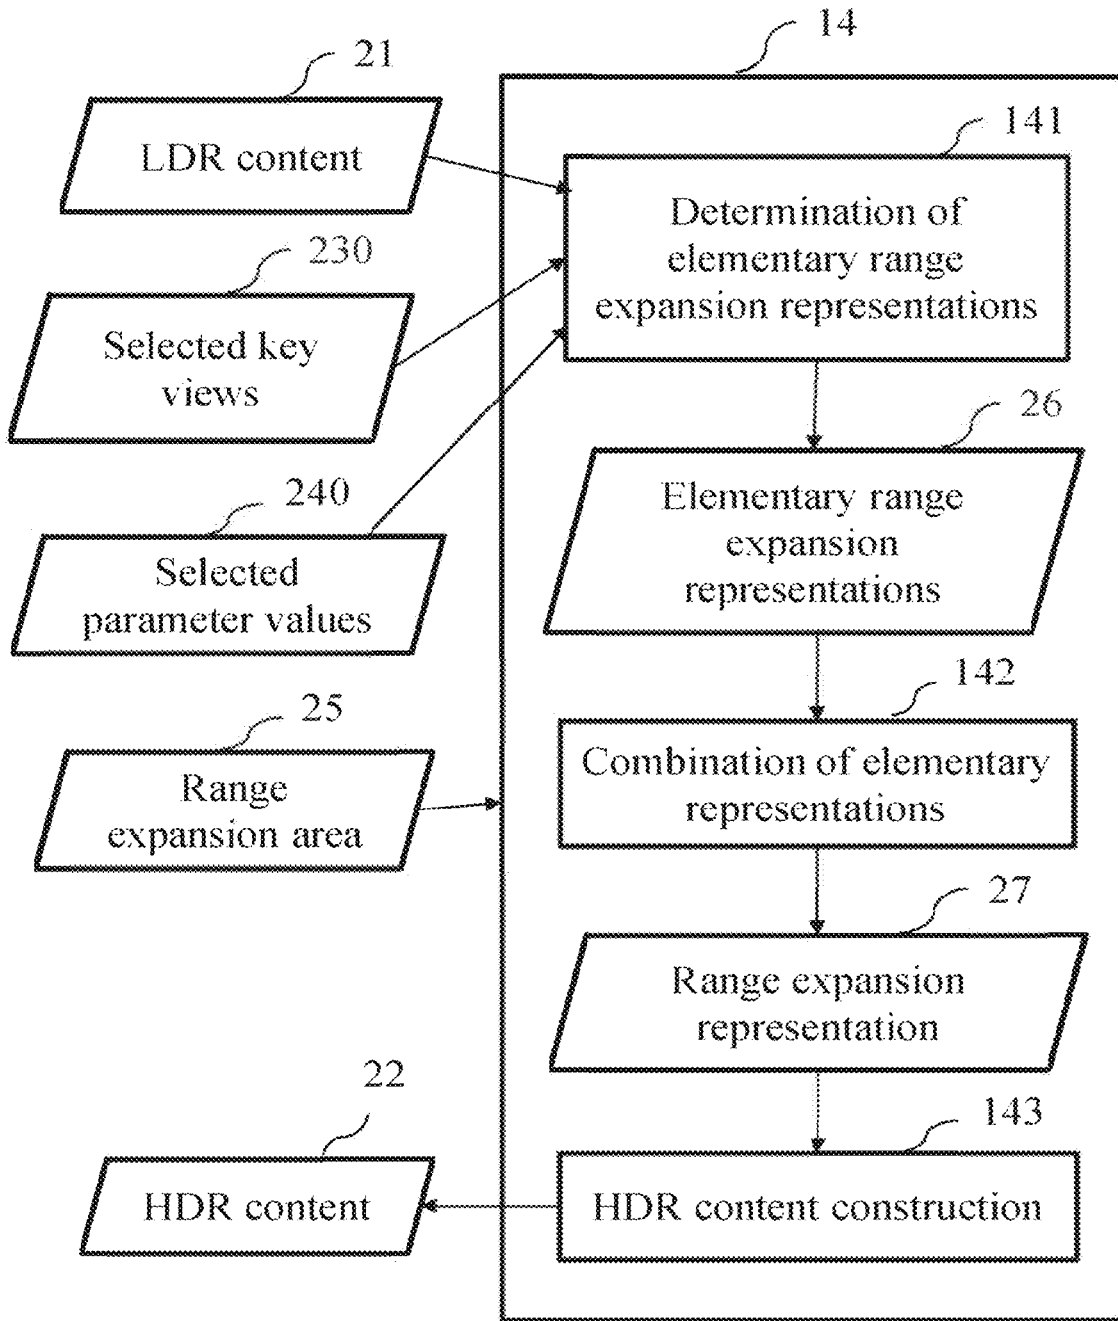 14
21
LDR content
141
Determination of
elementary range
expansion representations
230
Selected key
views
26
Elementary range
expansion
representations
240
Selected
parameter values
142
Combination of elementary
representations
25
Range
expansion area
27
Range expansion
representation
22
HDR content
143
HDR content construction